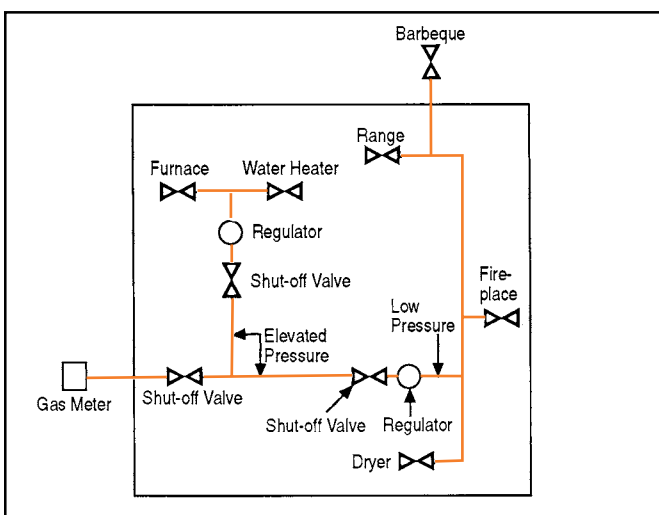 Barbeque
Range
Furnace
Water Heater
Regulator
Shut-off Valve
Fire-
place
Low
Pressure
Elevated
Pressure
Gas Meter
Shut-off Valve
Shut-off Valve
Regulator
Dryer